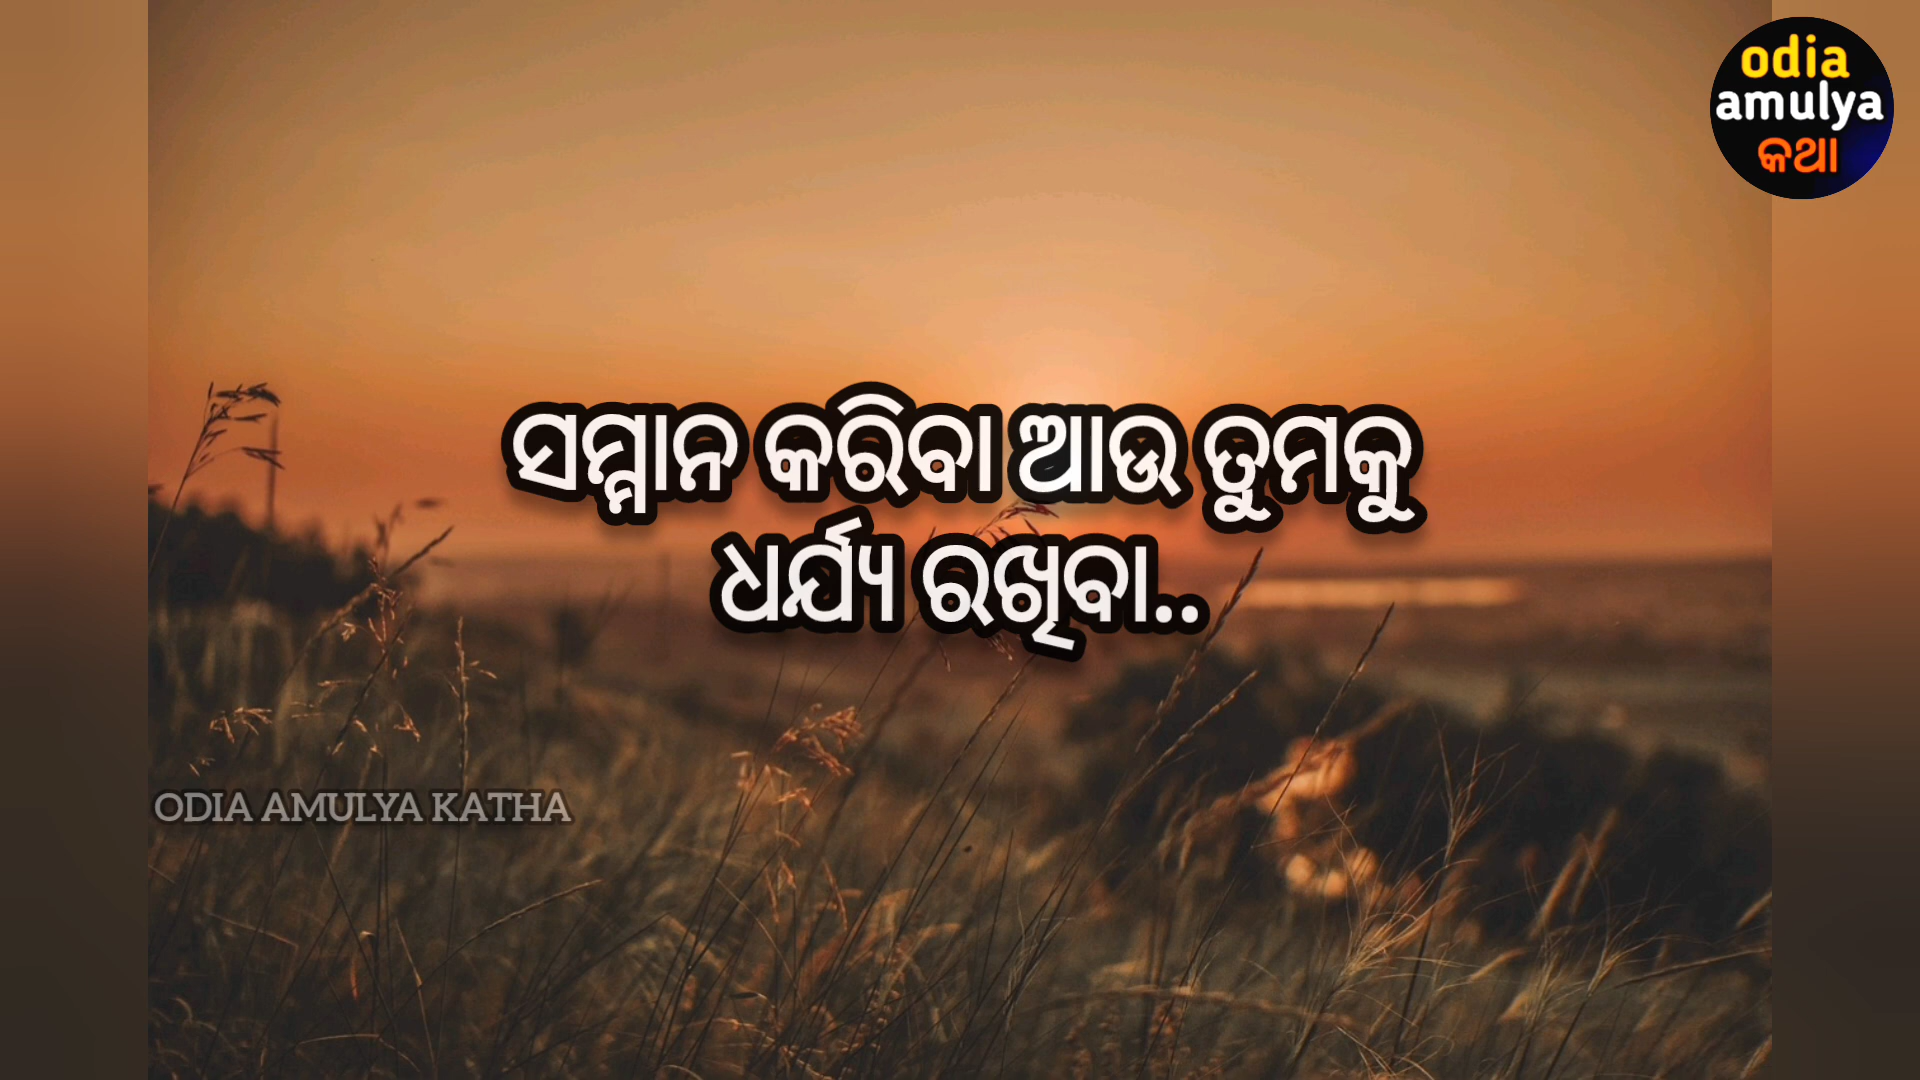 odia
amulya
କଥା
ସମ୍ମାନ କରିବା ଆଉ ତୁମକୁ
ଧର୍ଯ୍ୟ ରଖିବା..
ODIA AMULYA KATHA